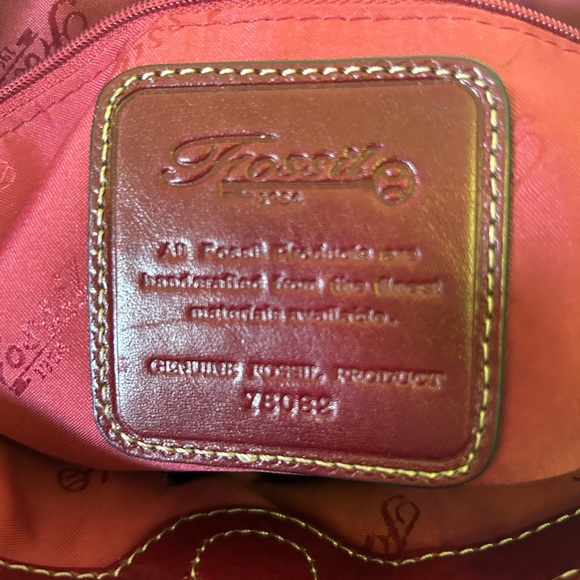 Fossil
1954
All Fossil Products are
handcrafted from the finest
materials available.
GENUINE FOSSIL PRODUCT
75082